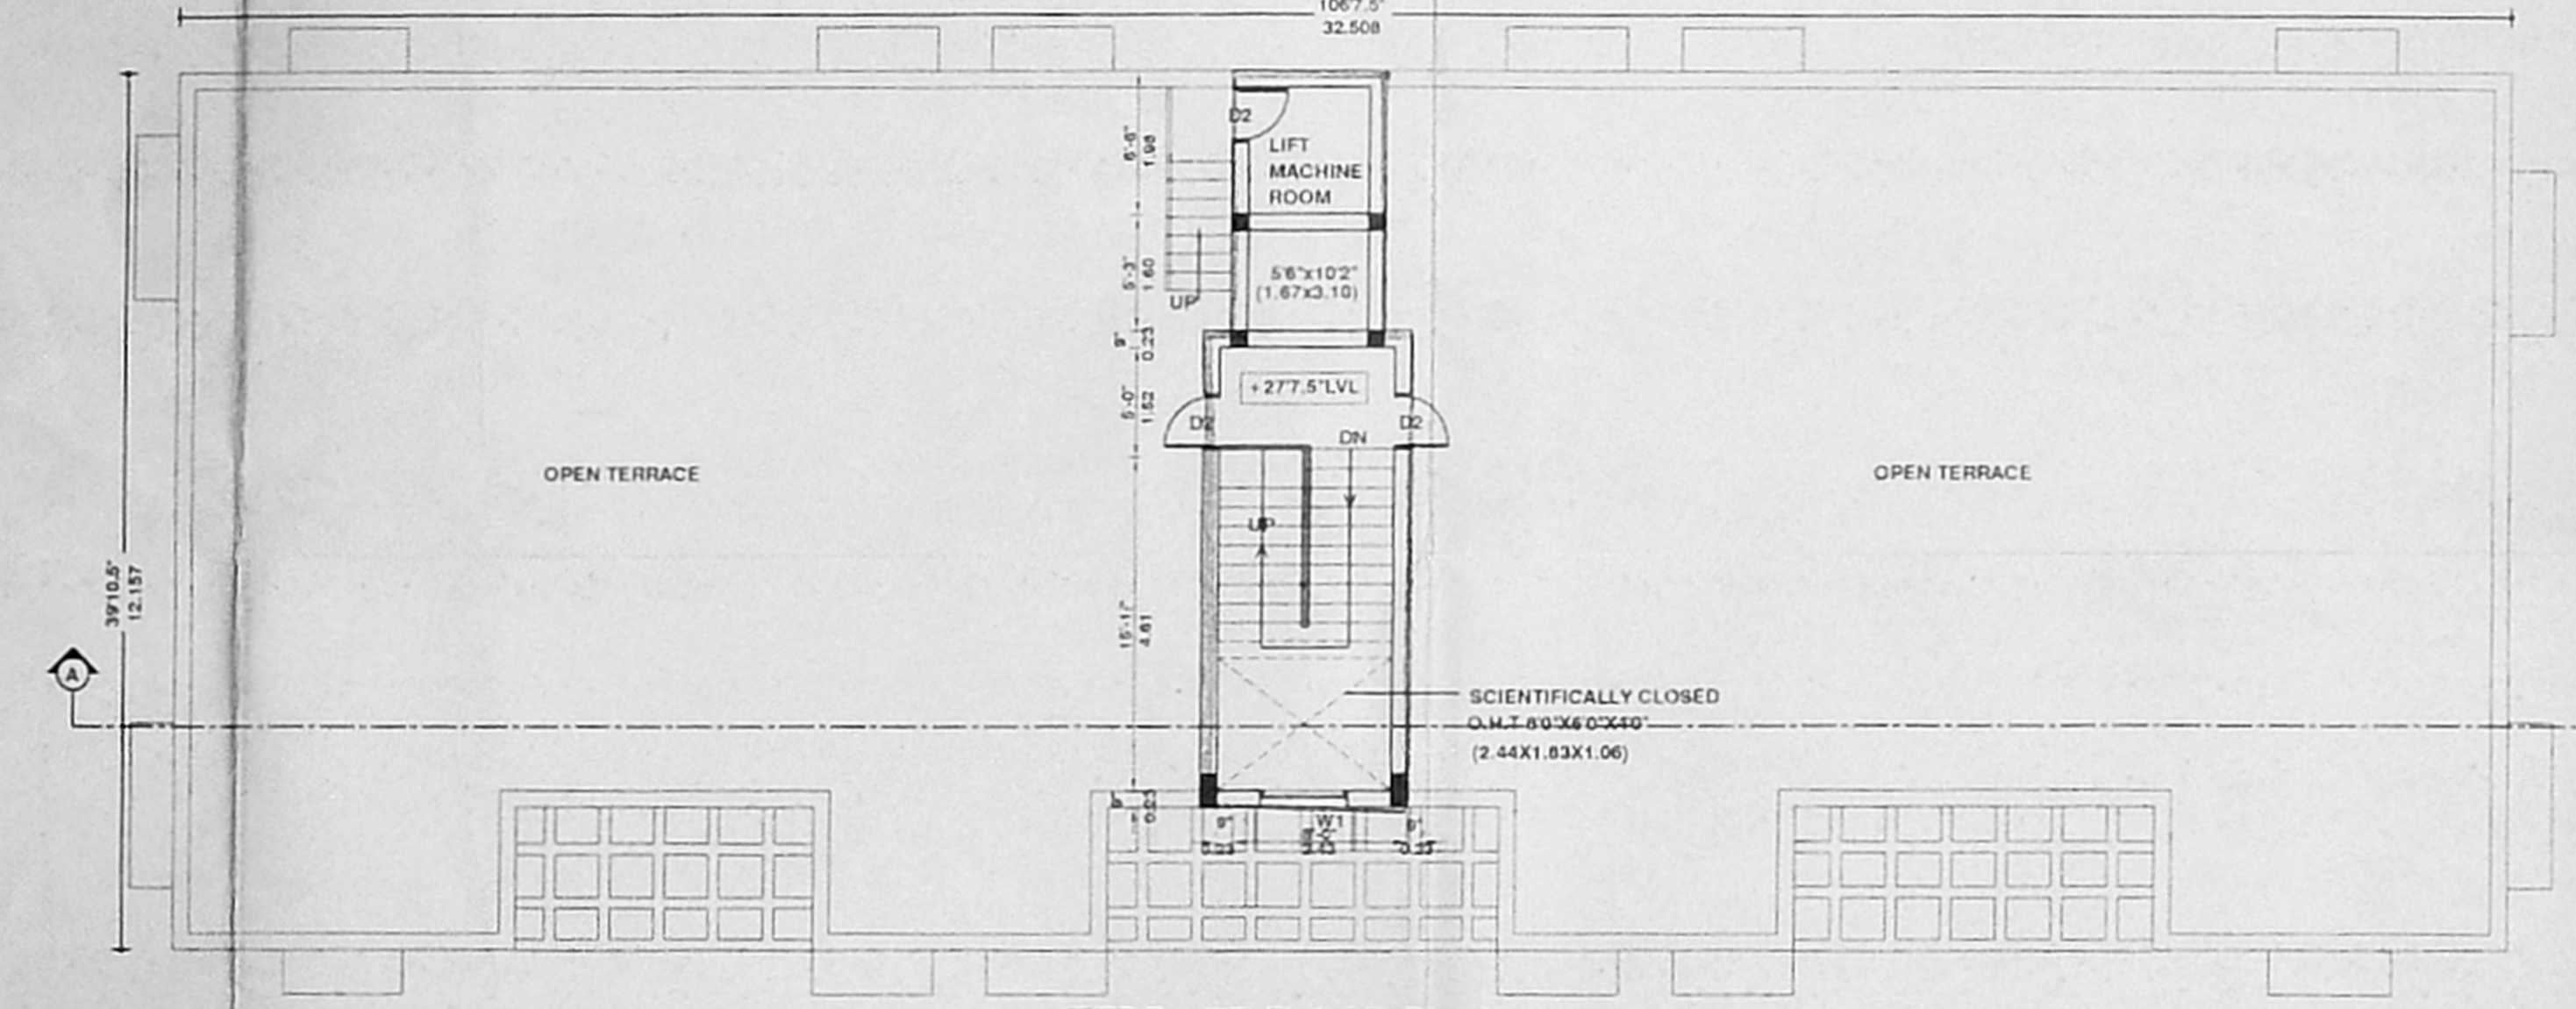 106'7.5"
32.508
D2
LIFT
MACHINE
ROOM
6'-6"
1.98
5'-3"
1.60
5'6"x10'2"
(1.67x3.10)
UP
9"
0.23
+27'7.5"LVL
5'-0"
1.52
D2
D2
DN
OPEN TERRACE
OPEN TERRACE
UP
39'10.5"
12.157
15'-1"
4.61
A
SCIENTIFICALLY CLOSED
O.H.T 8'0"X6'0"X4'0"
(2.44X1.83X1.06)
9"
0.23
W1
9"
9"
0.23
2.43
0.23